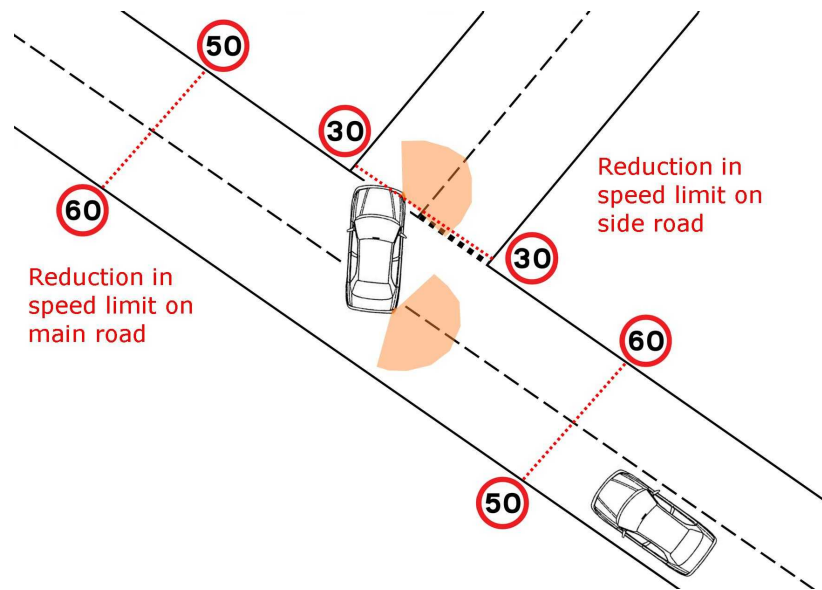 50
30
60
Reduction in
speed limit on
side road
30
Reduction in
speed limit on
main road
60
50